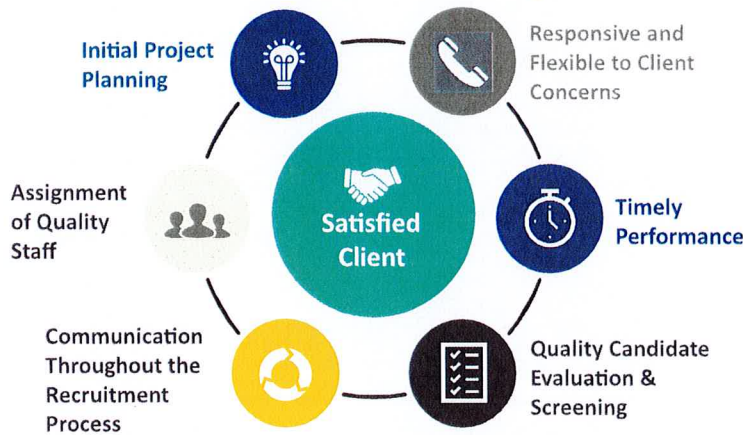 Initial Project
Planning
Responsive and
Flexible to Client
Concerns
Assignment
of Quality
Staff
Satisfied
Client
Timely
Performance
Communication
Throughout the
Recruitment
Process
Quality Candidate
Evaluation &
Screening